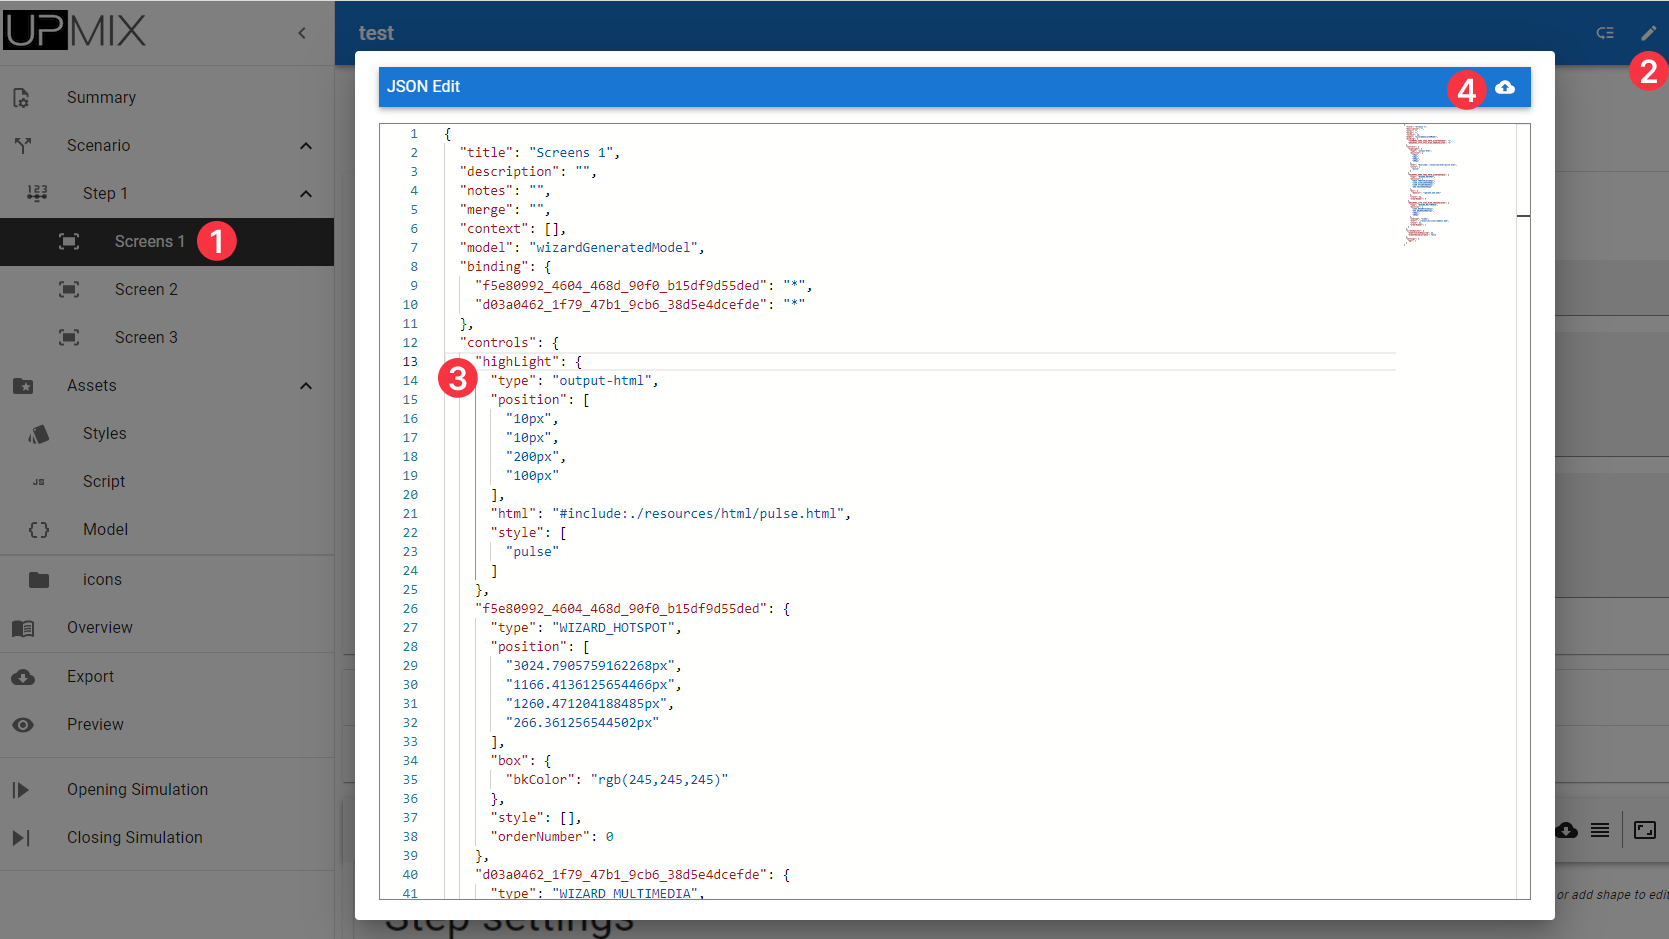 UPMIX
test
2
Summary
Scenario
123
Step 1
Screens 1
1
Screen 2
Screen 3
Assets
Styles
JS
Script
Model
icons
Overview
Export
Preview
Opening Simulation
Closing Simulation
JSON Edit
4
1 {
2 "title": "Screens 1",
3 "description": "",
4 "notes": "",
5 "merge": "",
6 "context": [],
7 "model": "wizardGeneratedModel",
8 "binding": {
9 "f5e80992_4604_468d_90f0_b15df9d55ded": "*",
10 "d03a0462_1f79_47b1_9cb6_38d5e4dcefde": "*"
11 },
12 "controls": {
13 "highLight": {
3
14 "type": "output-html",
15 "position": [
16 "10px",
17 "10px",
18 "200px",
19 "100px"
20 ],
21 "html": "#include:./resources/html/pulse.html",
22 "style": [
23 "pulse"
24 ]
25 },
26 "f5e80992_4604_468d_90f0_b15df9d55ded": {
27 "type": "WIZARD_HOTSPOT",
28 "position": [
29 "3024.7905759162268px",
30 "1166.4136125654466px",
31 "1260.471204188485px",
32 "266.361256544502px"
33 ],
34 "box": {
35 "bkColor": "rgb(245,245,245)"
36 },
37 "style": [],
38 "orderNumber": 0
39 },
40 "d03a0462_1f79_47b1_9cb6_38d5e4dcefde": {
41 "type": "WIZARD_MULTIMEDIA",
or add shape to edit
Step settings